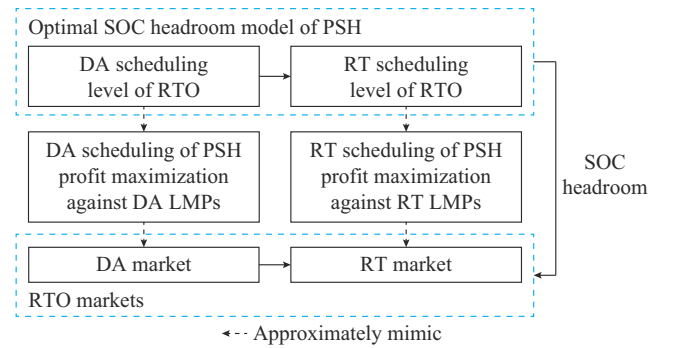 Optimal SOC headroom model of PSH
DA scheduling
level of RTO
RT scheduling
level of RTO
DA scheduling of PSH
profit maximization
against DA LMPs
RT scheduling of PSH
profit maximization
against RT LMPs
SOC
headroom
DA market
RT market
RTO markets
Approximately mimic